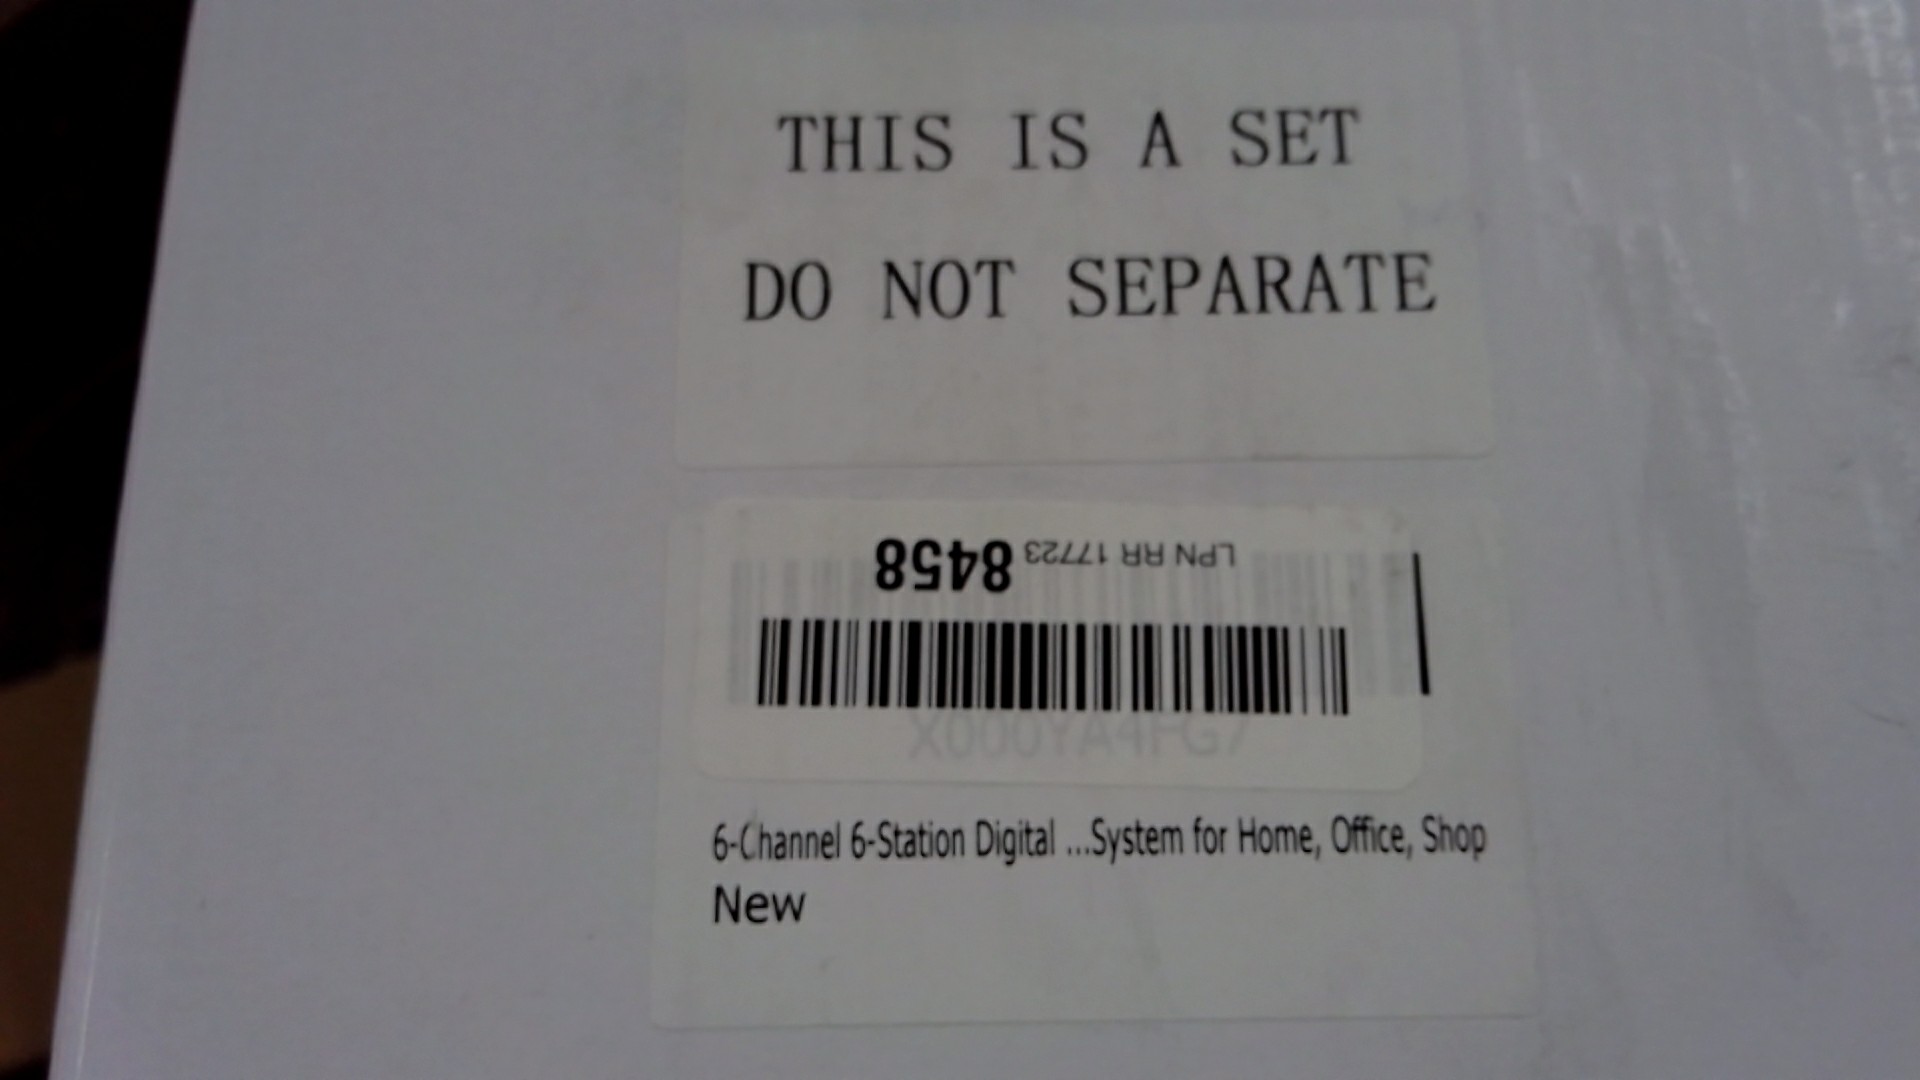 THIS IS A SET
DO NOT SEPARATE
LPN RR 17723 8458
X000YA4FG7
6-Channel 6-Station Digital ...System for Home, Office, Shop
New